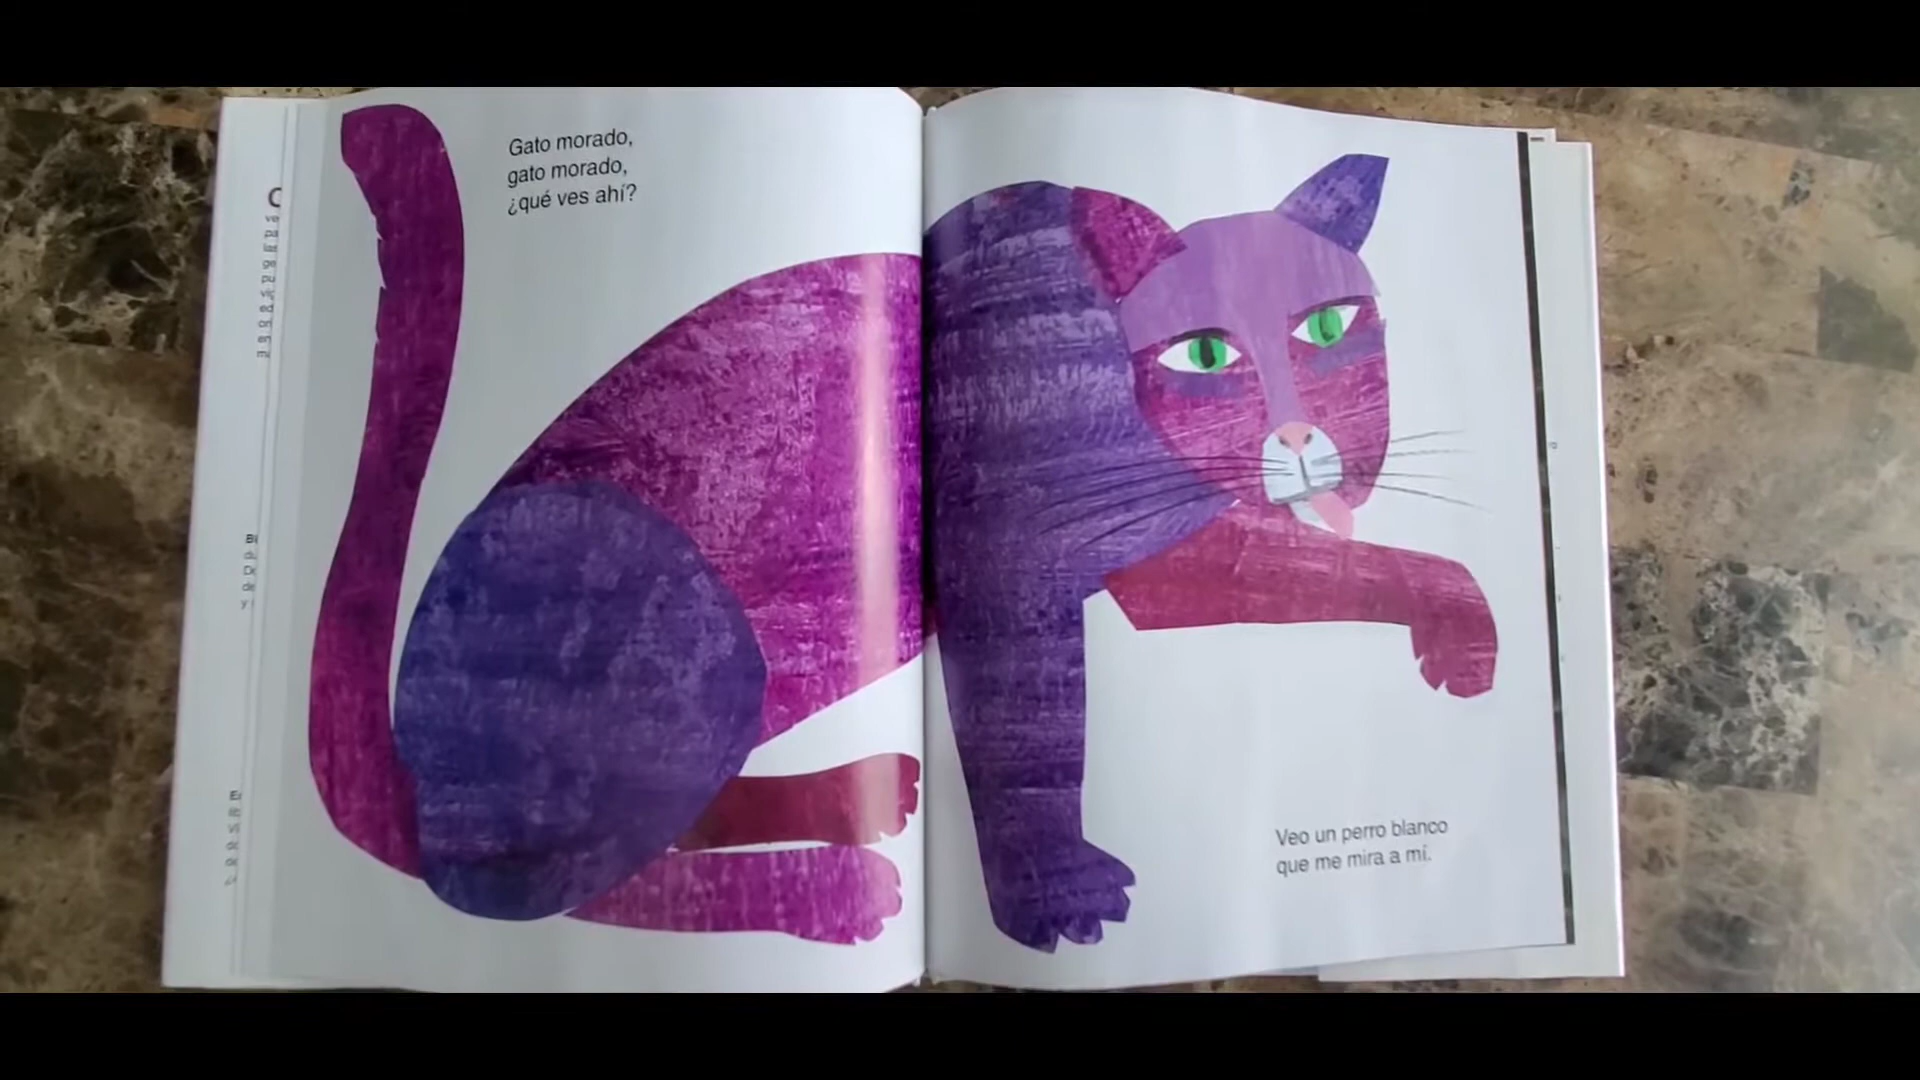 Gato morado,
gato morado,
¿qué ves ahí?
Veo un perro blanco
que me mira a mí.